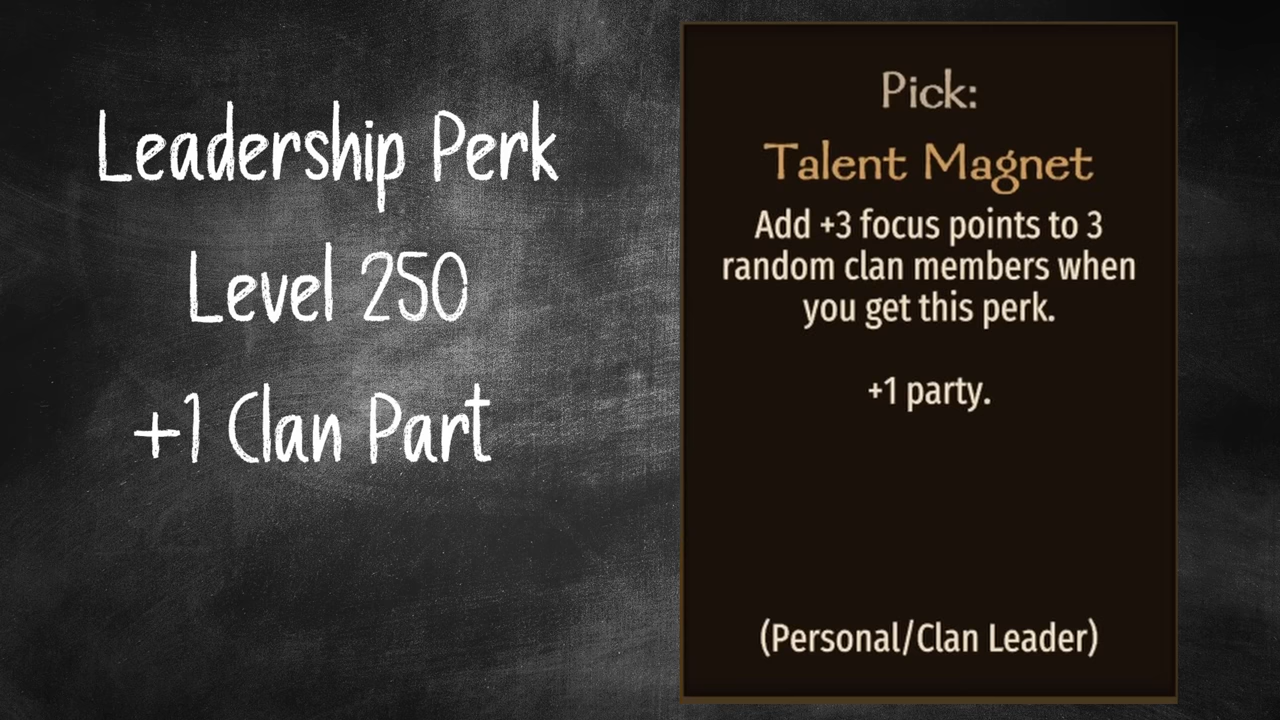 Leadership Perk
Level 250
+1 Clan Part
Pick:
Talent Magnet
Add +3 focus points to 3
random clan members when
you get this perk.
+1 party.
(Personal/Clan Leader)